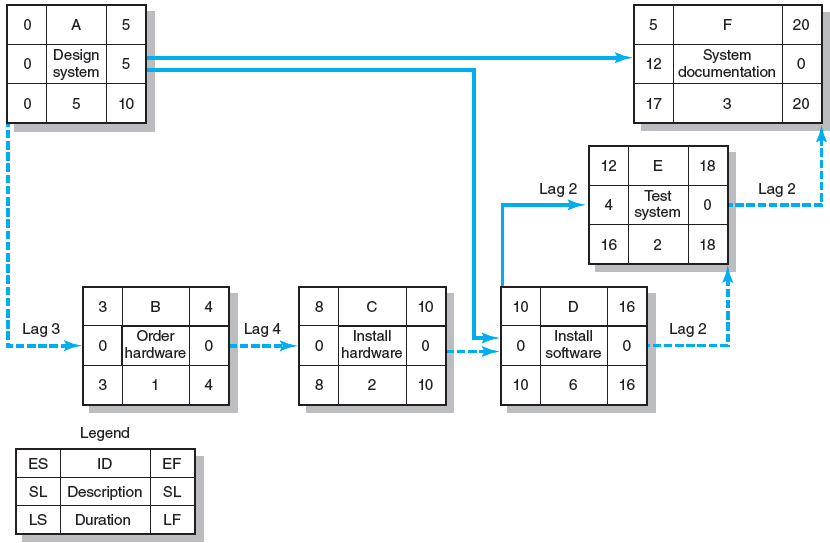 0 A 5
0 Design system 5
0 5 10
5 F 20
12 System documentation 0
17 3 20
12 E 18
4 Test system 0
16 2 18
Lag 2
Lag 2
3 B 4
0 Order hardware 0
3 1 4
Lag 3
Lag 4
8 C 10
0 Install hardware 0
8 2 10
10 D 16
0 Install software 0
10 6 16
Lag 2
Legend
ES ID EF
SL Description SL
LS Duration LF